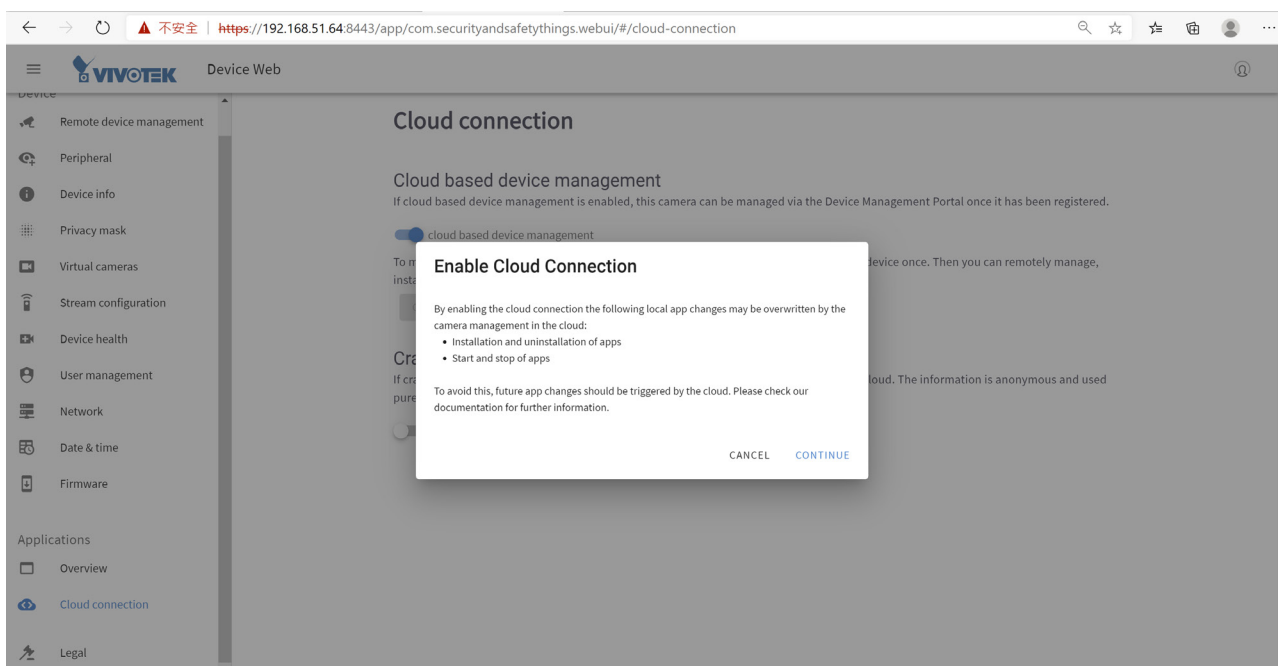 不安全 | https://192.168.51.64:8443/app/com.securityandsafetythings.webui/#/cloud-connection
VIVOTEK Device Web
Device
Remote device management
Peripheral
Device info
Privacy mask
Virtual cameras
Stream configuration
Device health
User management
Network
Date & time
Firmware
Applications
Overview
Cloud connection
Legal
Cloud connection
Cloud based device management
If cloud based device management is enabled, this camera can be managed via the Device Management Portal once it has been registered.
cloud based device management
To m
device once. Then you can remotely manage,
insta
Cra
If cra
loud. The information is anonymous and used
pure
Enable Cloud Connection
By enabling the cloud connection the following local app changes may be overwritten by the
camera management in the cloud:
• Installation and uninstallation of apps
• Start and stop of apps
To avoid this, future app changes should be triggered by the cloud. Please check our
documentation for further information.
CANCEL CONTINUE